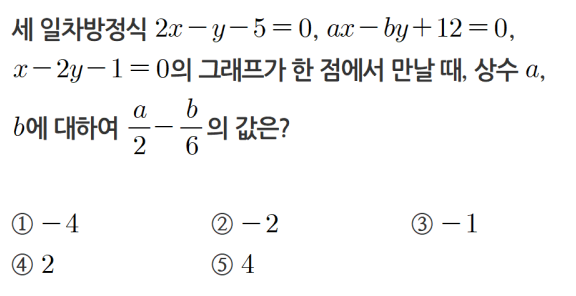 세 일차방정식 2x−y−5=0, ax−by+12=0,
x−2y−1=0의 그래프가 한 점에서 만날 때, 상수 a,
b에 대하여 a/2 − b/6 의 값은?
① −4 ② −2 ③ −1
④ 2 ⑤ 4